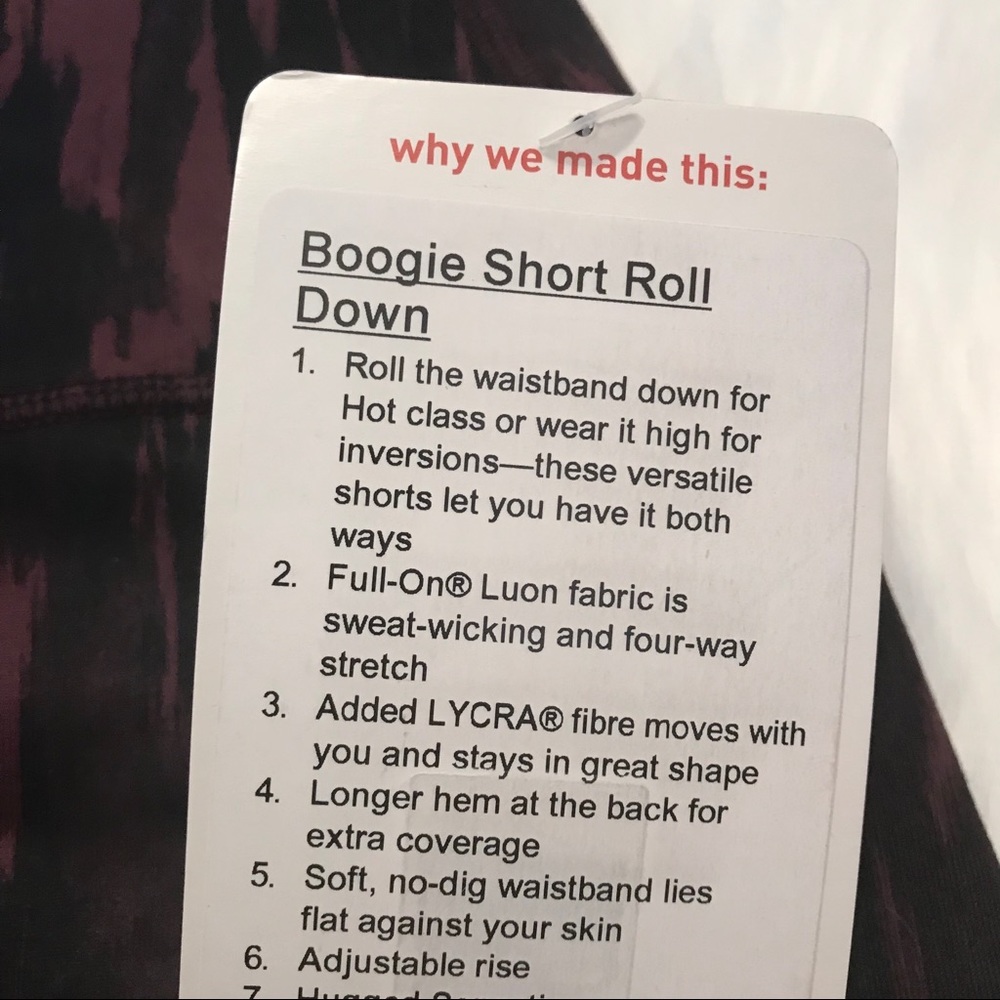 why we made this:
Boogie Short Roll
Down
1. Roll the waistband down for
Hot class or wear it high for
inversions—these versatile
shorts let you have it both
ways
2. Full-On® Luon fabric is
sweat-wicking and four-way
stretch
3. Added LYCRA® fibre moves with
you and stays in great shape
4. Longer hem at the back for
extra coverage
5. Soft, no-dig waistband lies
flat against your skin
6. Adjustable rise
7. Hugged